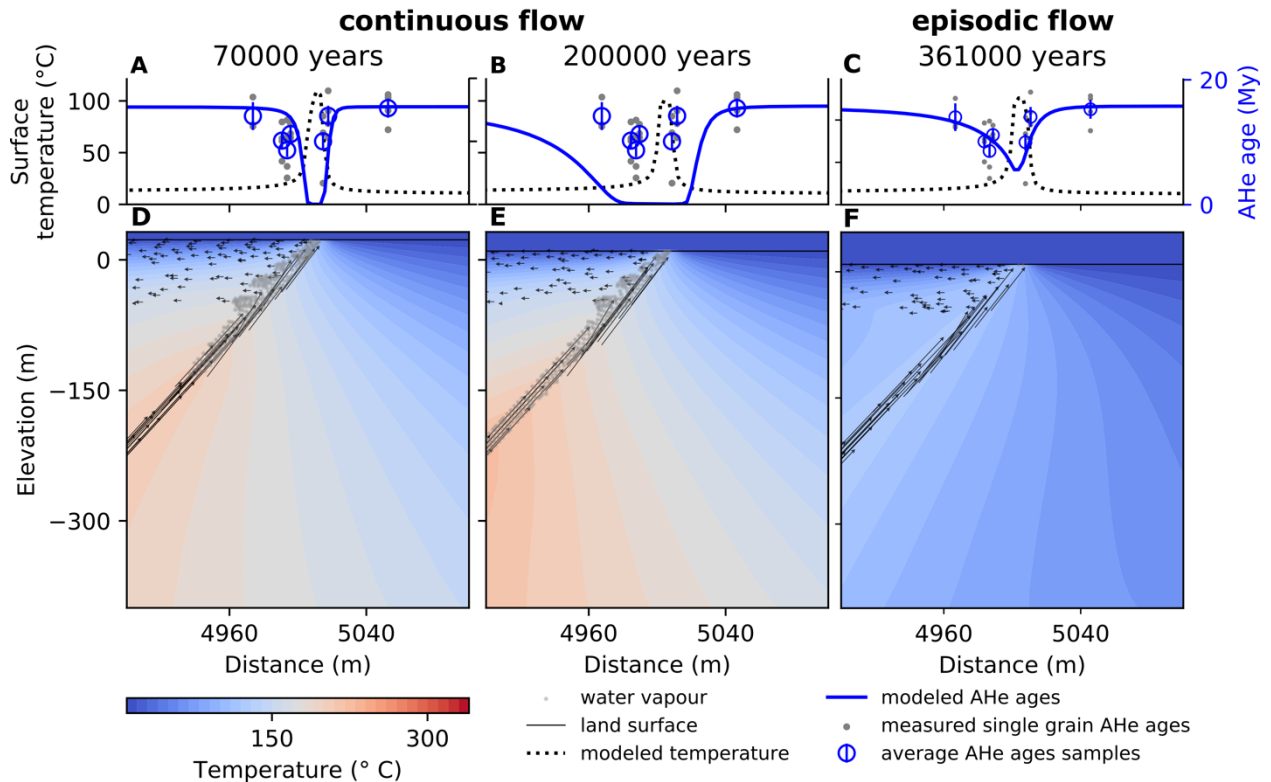 continuous flow
episodic flow
70000 years
200000 years
361000 years
A
B
C
Surface
temperature (°C)
100
50
0
20
0
AHe age (My)
D
E
F
Elevation (m)
0
−150
−300
4960
5040
4960
5040
4960
5040
Distance (m)
Distance (m)
Distance (m)
150
300
Temperature (° C)
water vapour
land surface
modeled temperature
modeled AHe ages
measured single grain AHe ages
average AHe ages samples